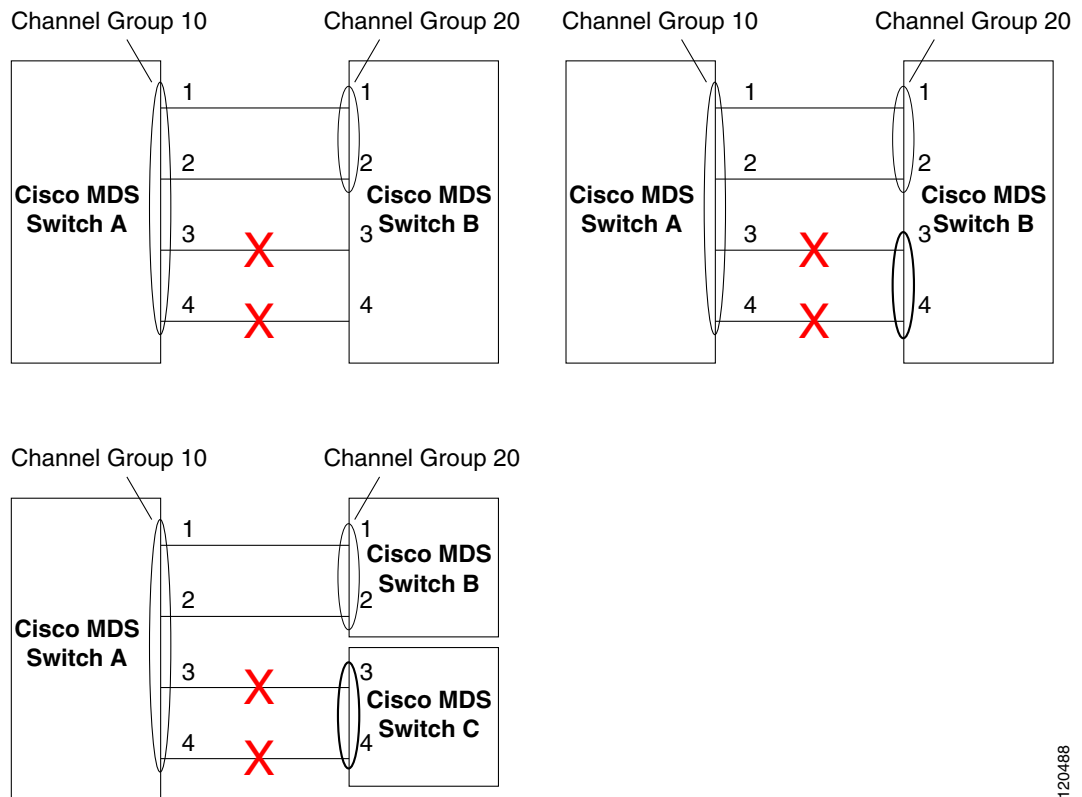 Channel Group 10
Channel Group 20
1
1
2
2
Cisco MDS
Switch A
Cisco MDS
Switch B
3
X
3
4
X
4
Channel Group 10
Channel Group 20
1
1
2
2
Cisco MDS
Switch A
Cisco MDS
Switch B
3
X
3
4
X
4
Channel Group 10
Channel Group 20
1
1
Cisco MDS
Switch B
2
2
Cisco MDS
Switch A
3
X
3
Cisco MDS
Switch C
4
X
4
120488